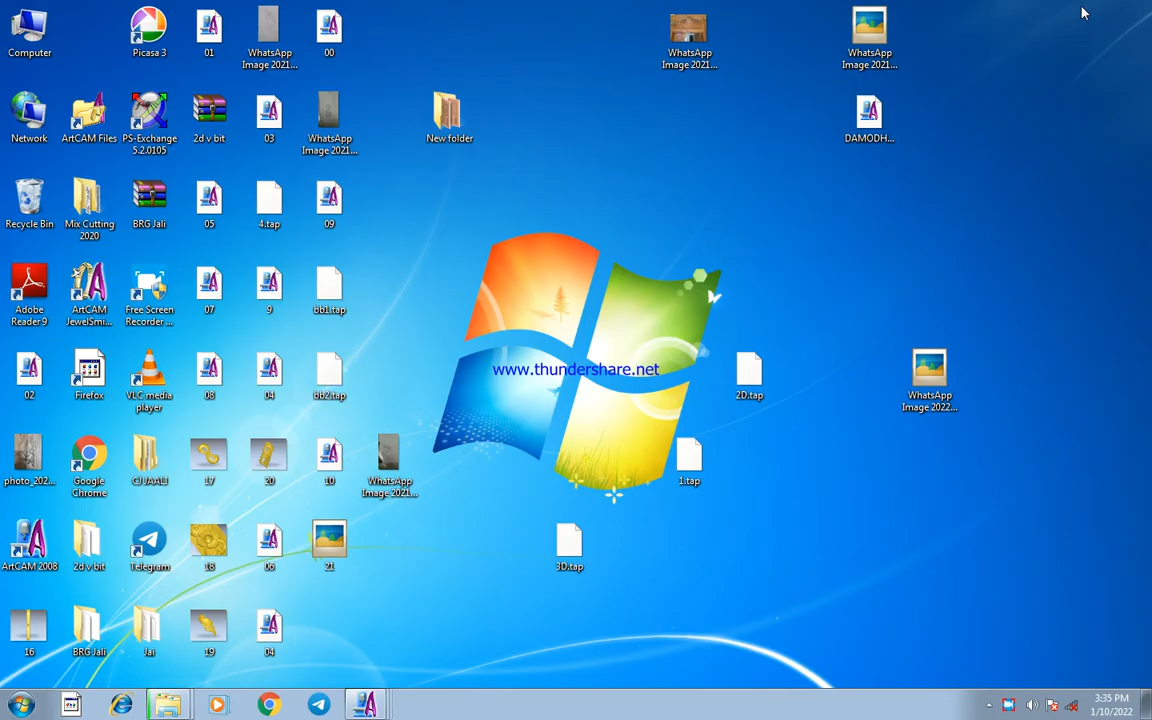 Computer
Picasa 3
01
WhatsApp
Image 2021...
00
WhatsApp
Image 2021...
WhatsApp
Image 2021...
Network
ArtCAM Files
PS-Exchange
5.2.0105
2d v bit
03
WhatsApp
Image 2021...
New folder
DAMODH...
Recycle Bin
Mix Cutting
2020
BRG Jali
05
4.tap
09
Adobe
Reader 9
ArtCAM
JewelSmi...
Free Screen
Recorder ...
07
9
bb1.tap
www.thundershare.net
02
Firefox
VLC media
player
08
04
bb2.tap
2D.tap
WhatsApp
Image 2022...
photo_202...
Google
Chrome
CJ JAALI
17
20
10
WhatsApp
Image 2021...
1.tap
ArtCAM 2008
2d v bit
Telegram
18
06
21
3D.tap
16
BRG Jali
Jai
19
04
3:35 PM
1/10/2022